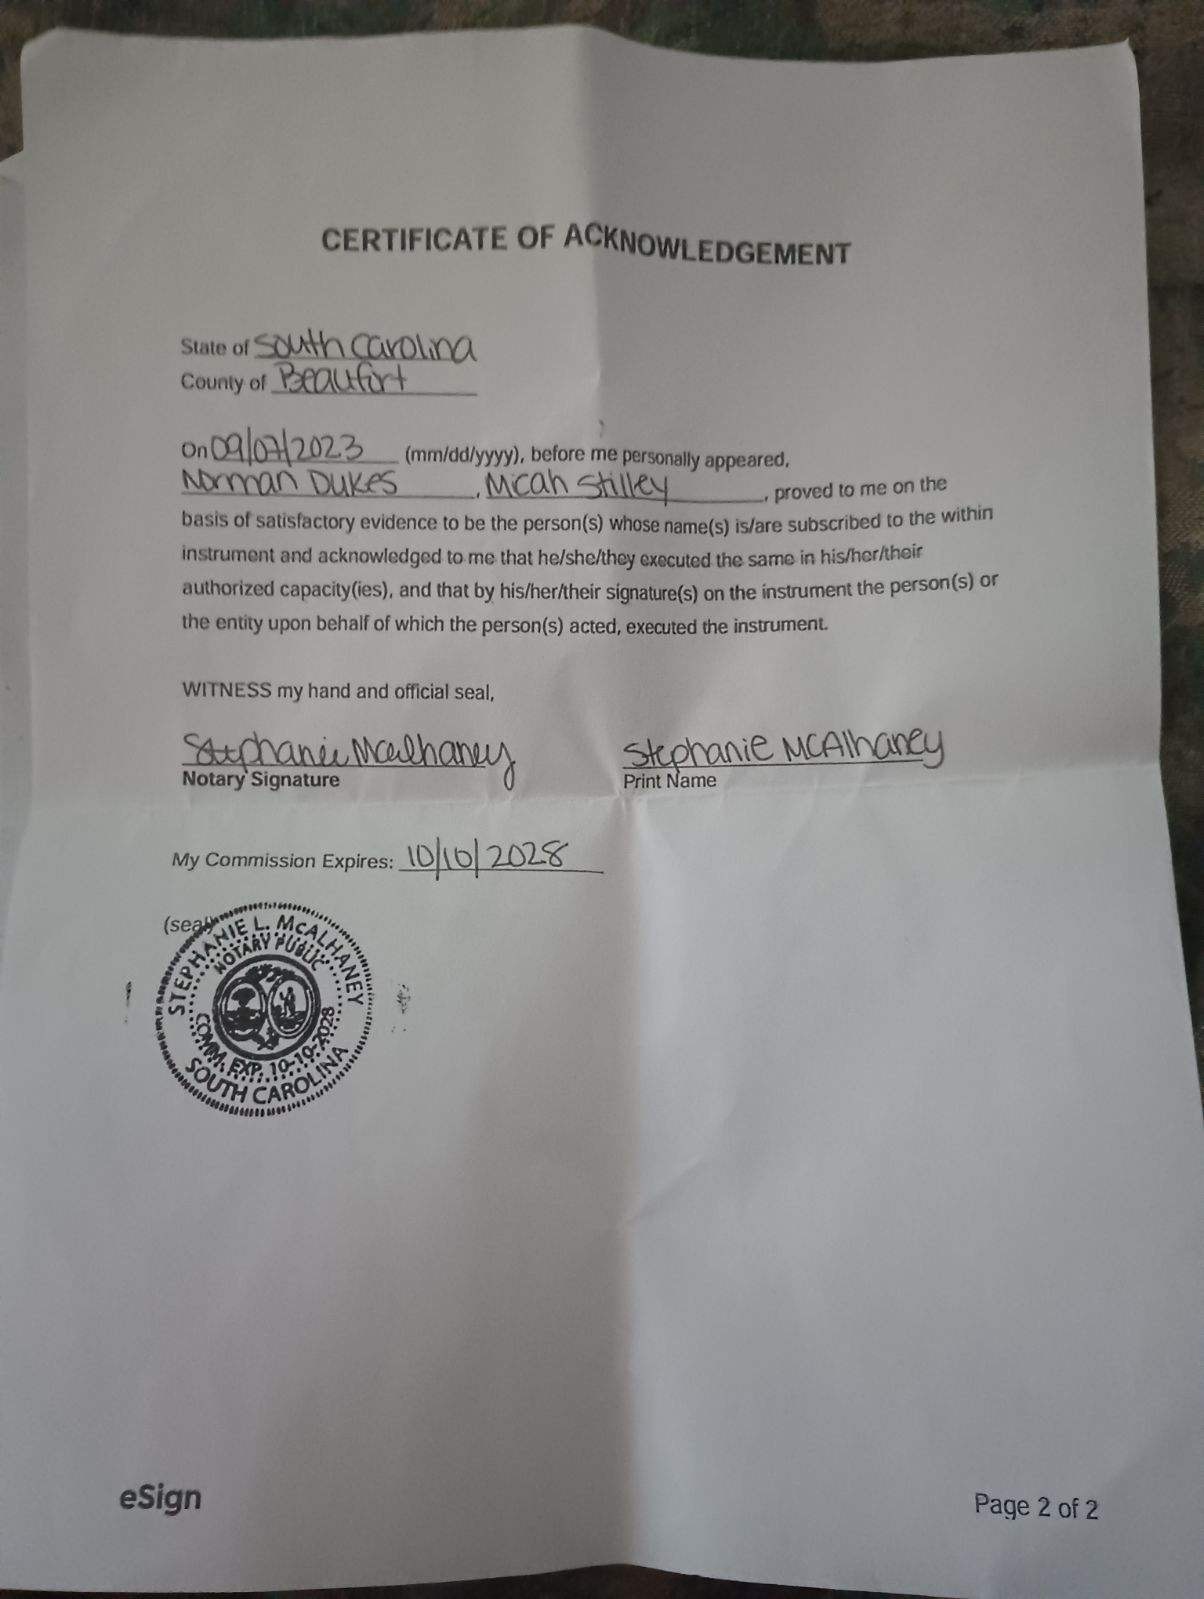 CERTIFICATE OF ACKNOWLEDGEMENT
State of South Carolina
County of Beaufort
On 09/07/2023 (mm/dd/yyyy), before me personally appeared,
Norman Dukes, Micah Stilley, proved to me on the
basis of satisfactory evidence to be the person(s) whose name(s) is/are subscribed to the within
instrument and acknowledged to me that he/she/they executed the same in his/her/their
authorized capacity(ies), and that by his/her/their signature(s) on the instrument the person(s) or
the entity upon behalf of which the person(s) acted, executed the instrument.
WITNESS my hand and official seal,
Stephanie McAlhaney Stephanie McAlhaney
Notary Signature Print Name
My Commission Expires: 10/10/2028
(seal)
STEPHANIE L. McALHANEY
NOTARY PUBLIC
COMM. EXP. 10-10-2028
SOUTH CAROLINA
eSign Page 2 of 2